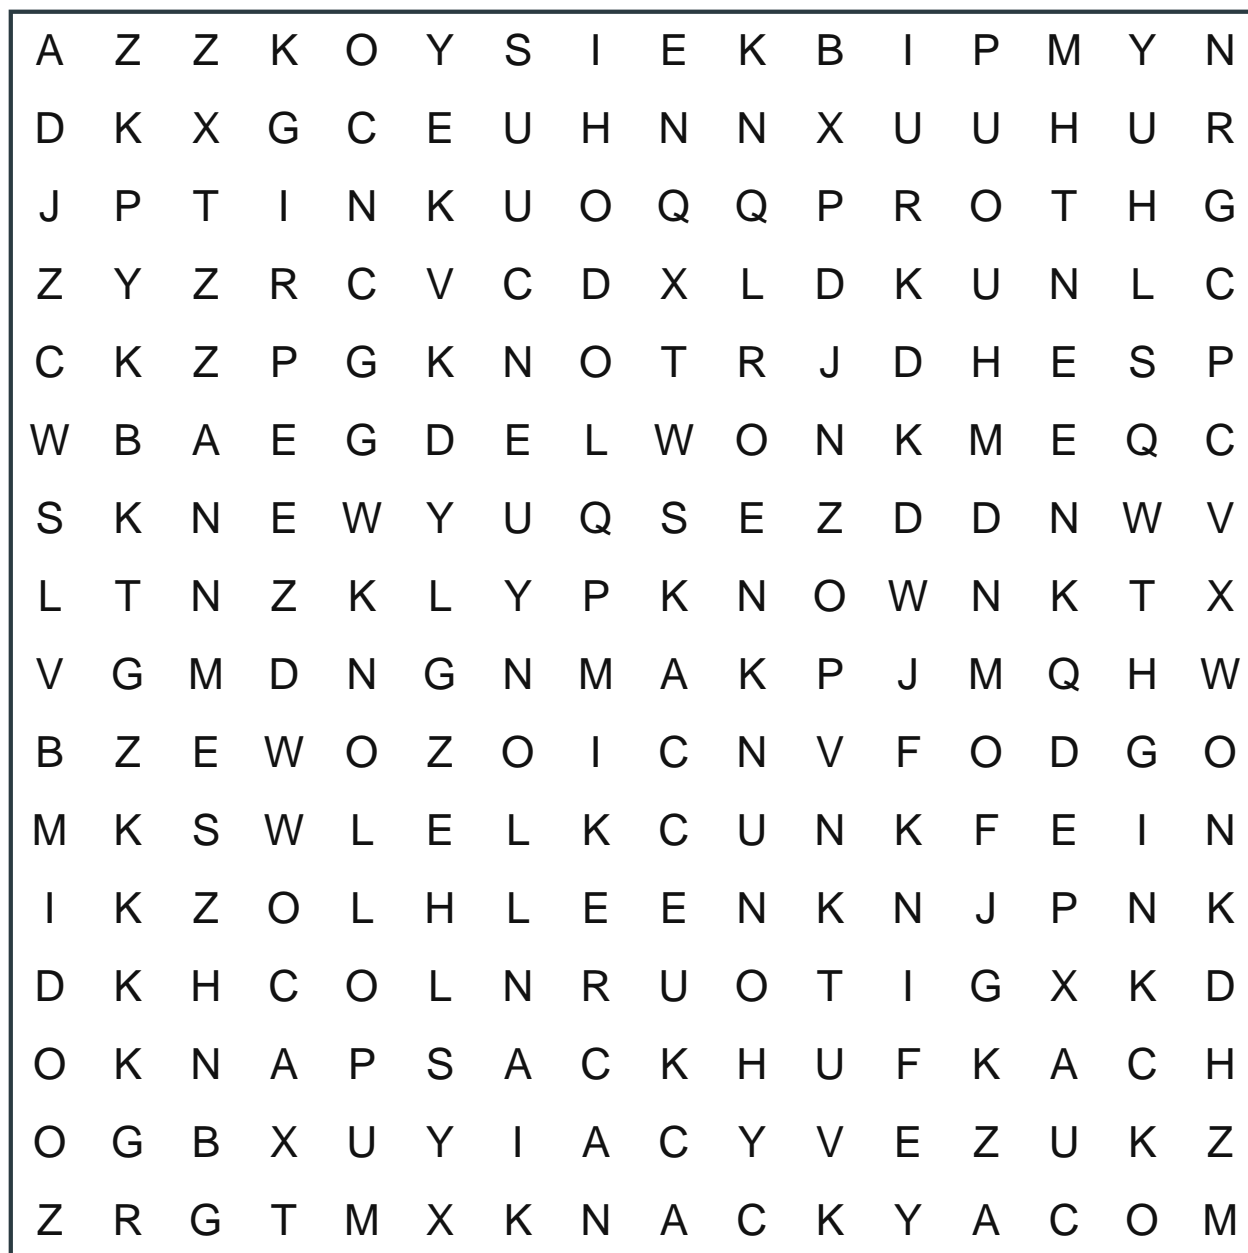 A Z Z K O Y S I E K B I P M Y N
D K X G C E U H N N X U U H U R
J P T I N K U O Q Q P R O T H G
Z Y Z R C V C D X L D K U N L C
C K Z P G K N O T R J D H E S P
W B A E G D E L W O N K M E Q C
S K N E W Y U Q S E Z D D N W V
L T N Z K L Y P K N O W N K T X
V G M D N G N M A K P J M Q H W
B Z E W O Z O I C N V F O D G O
M K S W L E L K C U N K F E I N
I K Z O L H L E E N K N J P N K
D K H C O L N R U O T I G X K D
O K N A P S A C K H U F K A C H
O G B X U Y I A C Y V E Z U K Z
Z R G T M X K N A C K Y A C O M